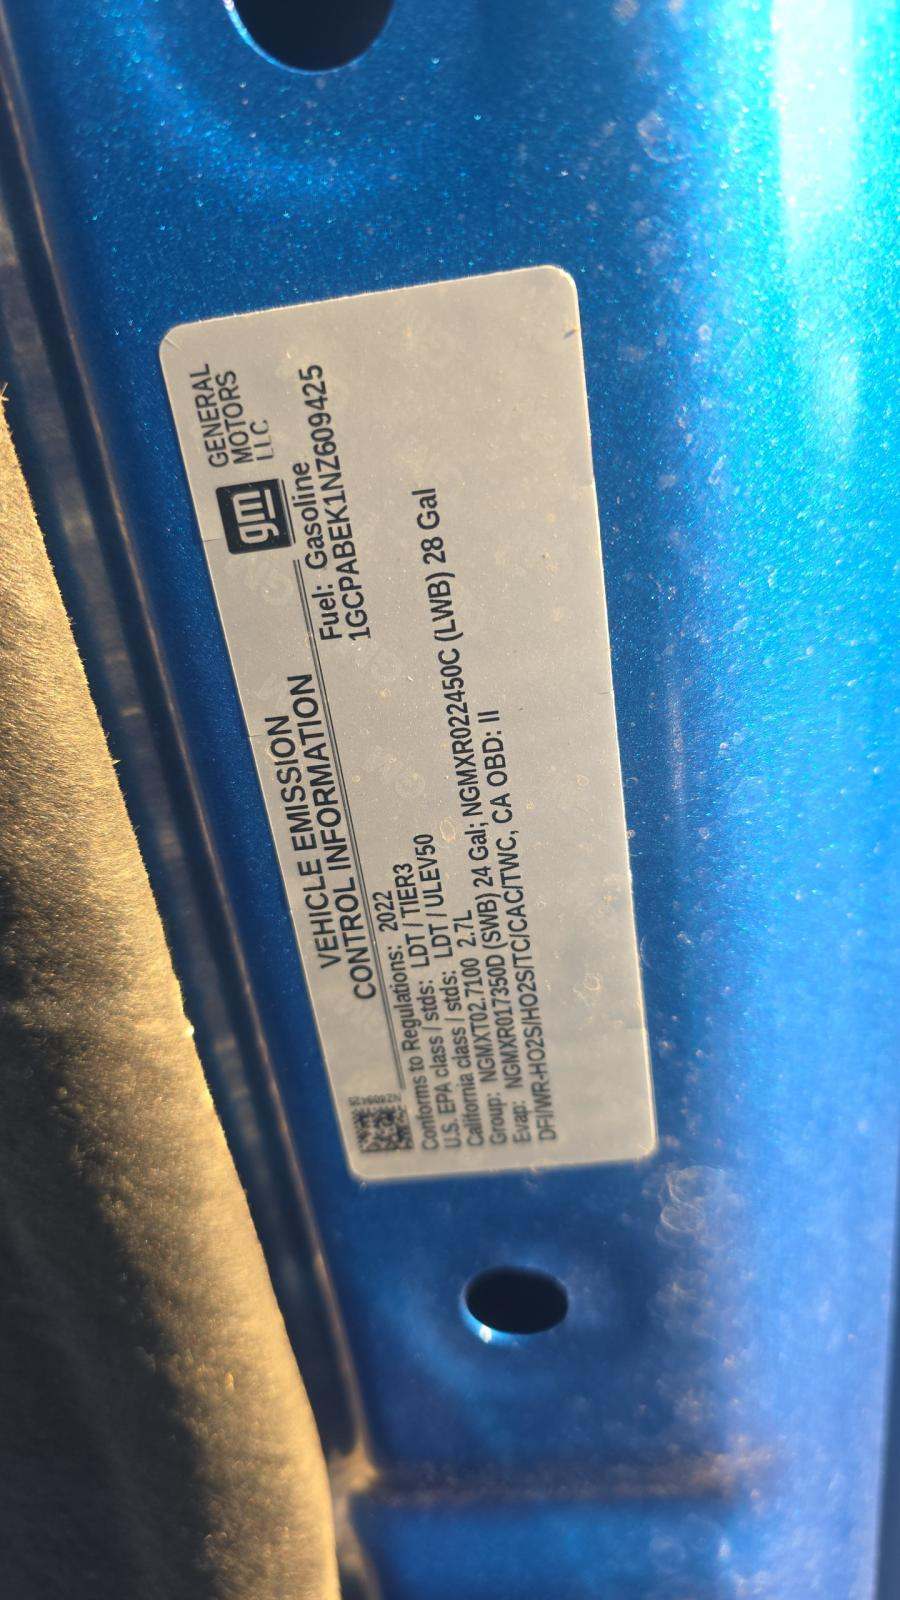 VEHICLE EMISSION
CONTROL INFORMATION
gm
GENERAL
MOTORS
LLC
Fuel: Gasoline
1GCPABEK1NZ609425
Conforms to Regulations: 2022
U.S. EPA class / stds: LDT / TIER3
California class / stds: LDT / ULEV50
Group: NGMXT02.7100 2.7L
Evap: NGMXR017350D (SWB) 24 Gal; NGMXR022450C (LWB) 28 Gal
DFI/WR-HO2S/HO2S/TC/CAC/TWC, CA OBD: II